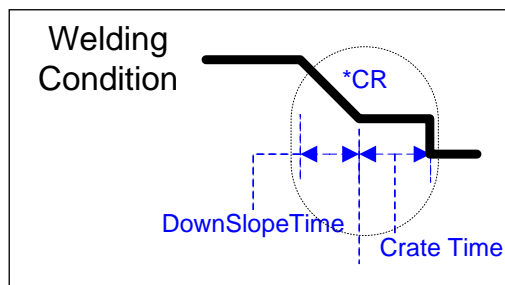 Welding
Condition
*CR
DownSlopeTime
Crate Time